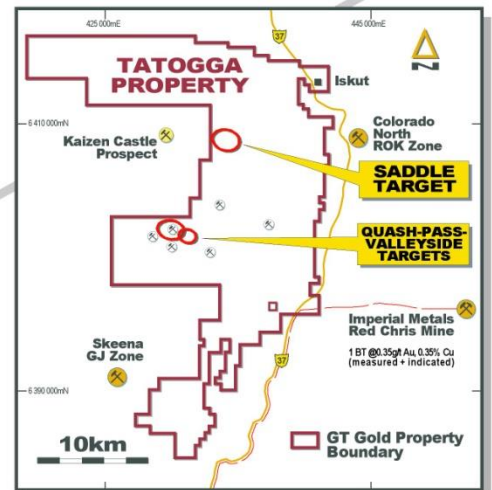 425 000mE
445 000mE
37
TATOGGA
PROPERTY
Iskut
N
6 410 000mN
Kaizen Castle
Prospect
Colorado
North
ROK Zone
SADDLE
TARGET
QUASH-PASS-
VALLEYSIDE
TARGETS
Imperial Metals
Red Chris Mine
1 BT @0.35g/t Au, 0.35% Cu
(measured + indicated)
Skeena
GJ Zone
37
6 390 000mN
10km
GT Gold Property
Boundary